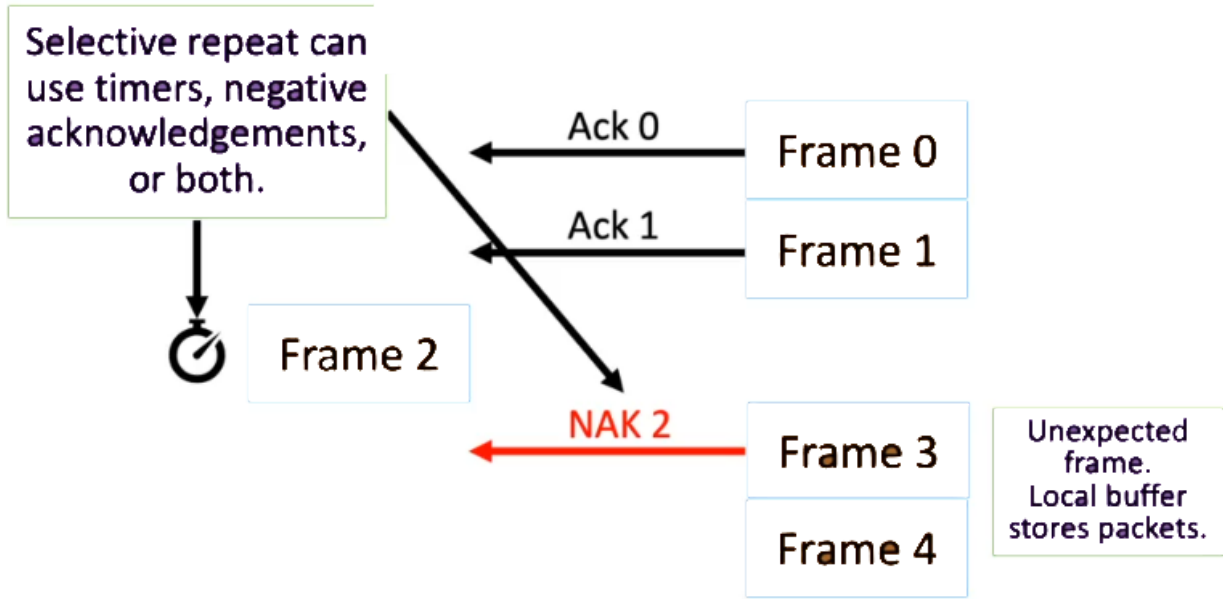 Selective repeat can
use timers, negative
acknowledgements,
or both.
Ack 0
Frame 0
Ack 1
Frame 1
Frame 2
NAK 2
Frame 3
Unexpected
frame.
Local buffer
stores packets.
Frame 4